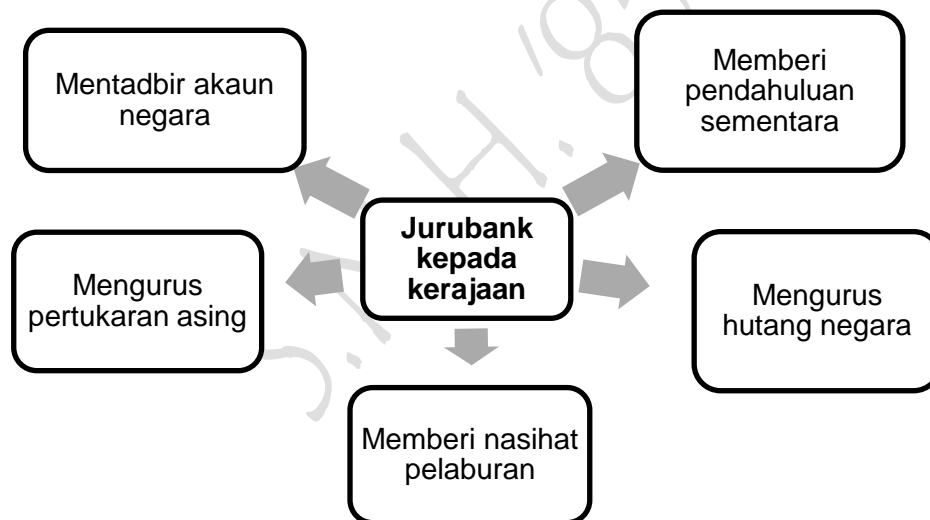 Mentadbir akaun
negara
Memberi
pendahuluan
sementara
Jurubank
kepada
kerajaan
Mengurus
pertukaran asing
Mengurus
hutang negara
Memberi nasihat
pelaburan